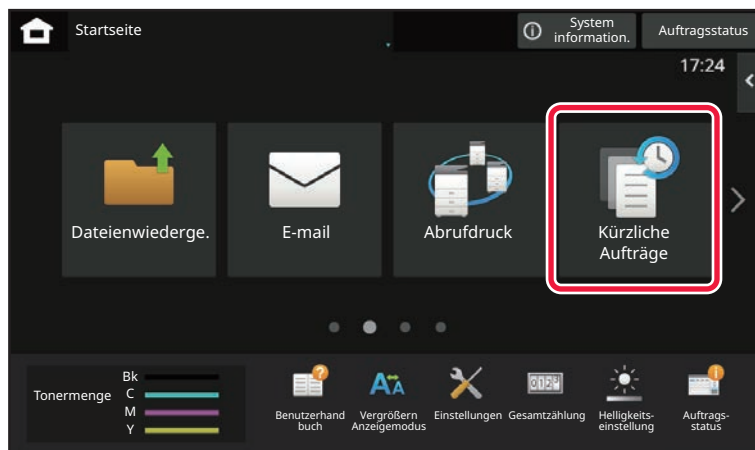 Startseite
System
information.
Auftragsstatus
17:24
Dateienwiederge.
E-mail
Abrufdruck
Kürzliche
Aufträge
Tonermenge
Bk
C
M
Y
Benutzerhand
buch
Vergrößern
Anzeigemodus
Einstellungen
Gesamtzählung
Helligkeits-
einstellung
Auftrags-
status